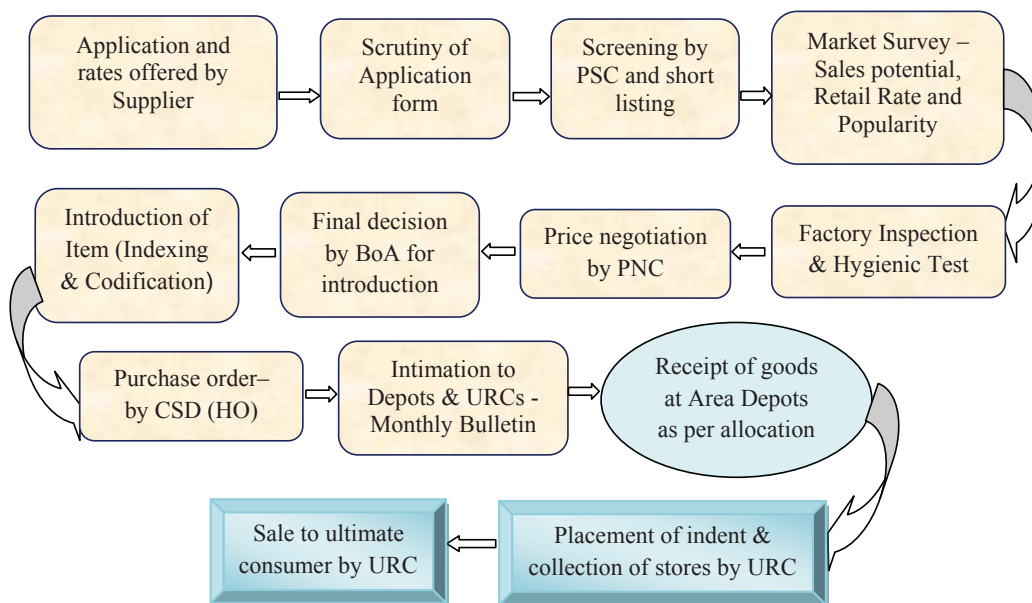 Application and
rates offered by
Supplier
Scrutiny of
Application
form
Screening by
PSC and short
listing
Market Survey –
Sales potential,
Retail Rate and
Popularity
Factory Inspection
& Hygienic Test
Price negotiation
by PNC
Final decision
by BoA for
introduction
Introduction of
Item (Indexing
& Codification)
Purchase order–
by CSD (HO)
Intimation to
Depots & URCs -
Monthly Bulletin
Receipt of goods
at Area Depots
as per allocation
Placement of indent &
collection of stores by URC
Sale to ultimate
consumer by URC